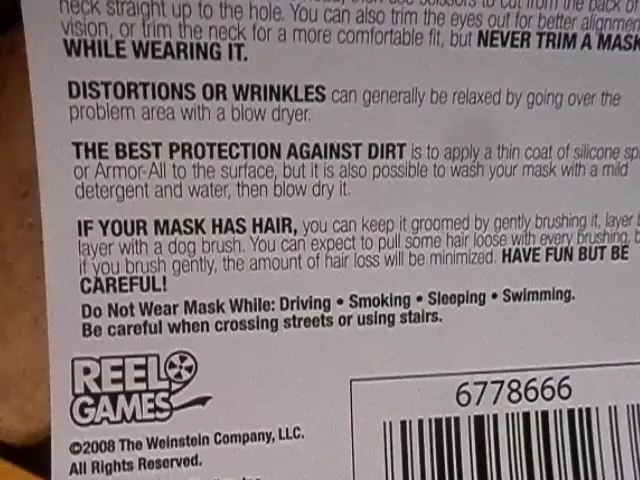 neck straight up to the hole. You can also trim the eyes out for better
vision, or trim the neck for a more comfortable fit, but NEVER TRIM A MASK
WHILE WEARING IT.
DISTORTIONS OR WRINKLES can generally be relaxed by going over the
problem area with a blow dryer.
THE BEST PROTECTION AGAINST DIRT is to apply a thin coat of silicone
or Armor-All to the surface, but it is also possible to wash your mask with a mild
detergent and water, then blow dry it.
IF YOUR MASK HAS HAIR, you can keep it groomed by gently brushing it, layer
layer with a dog brush. You can expect to pull some hair loose with every brushing,
if you brush gently, the amount of hair loss will be minimized. HAVE FUN BUT BE
CAREFUL!
Do Not Wear Mask While: Driving • Smoking • Sleeping • Swimming.
Be careful when crossing streets or using stairs.
REEL
GAMES
6778666
©2008 The Weinstein Company, LLC.
All Rights Reserved.